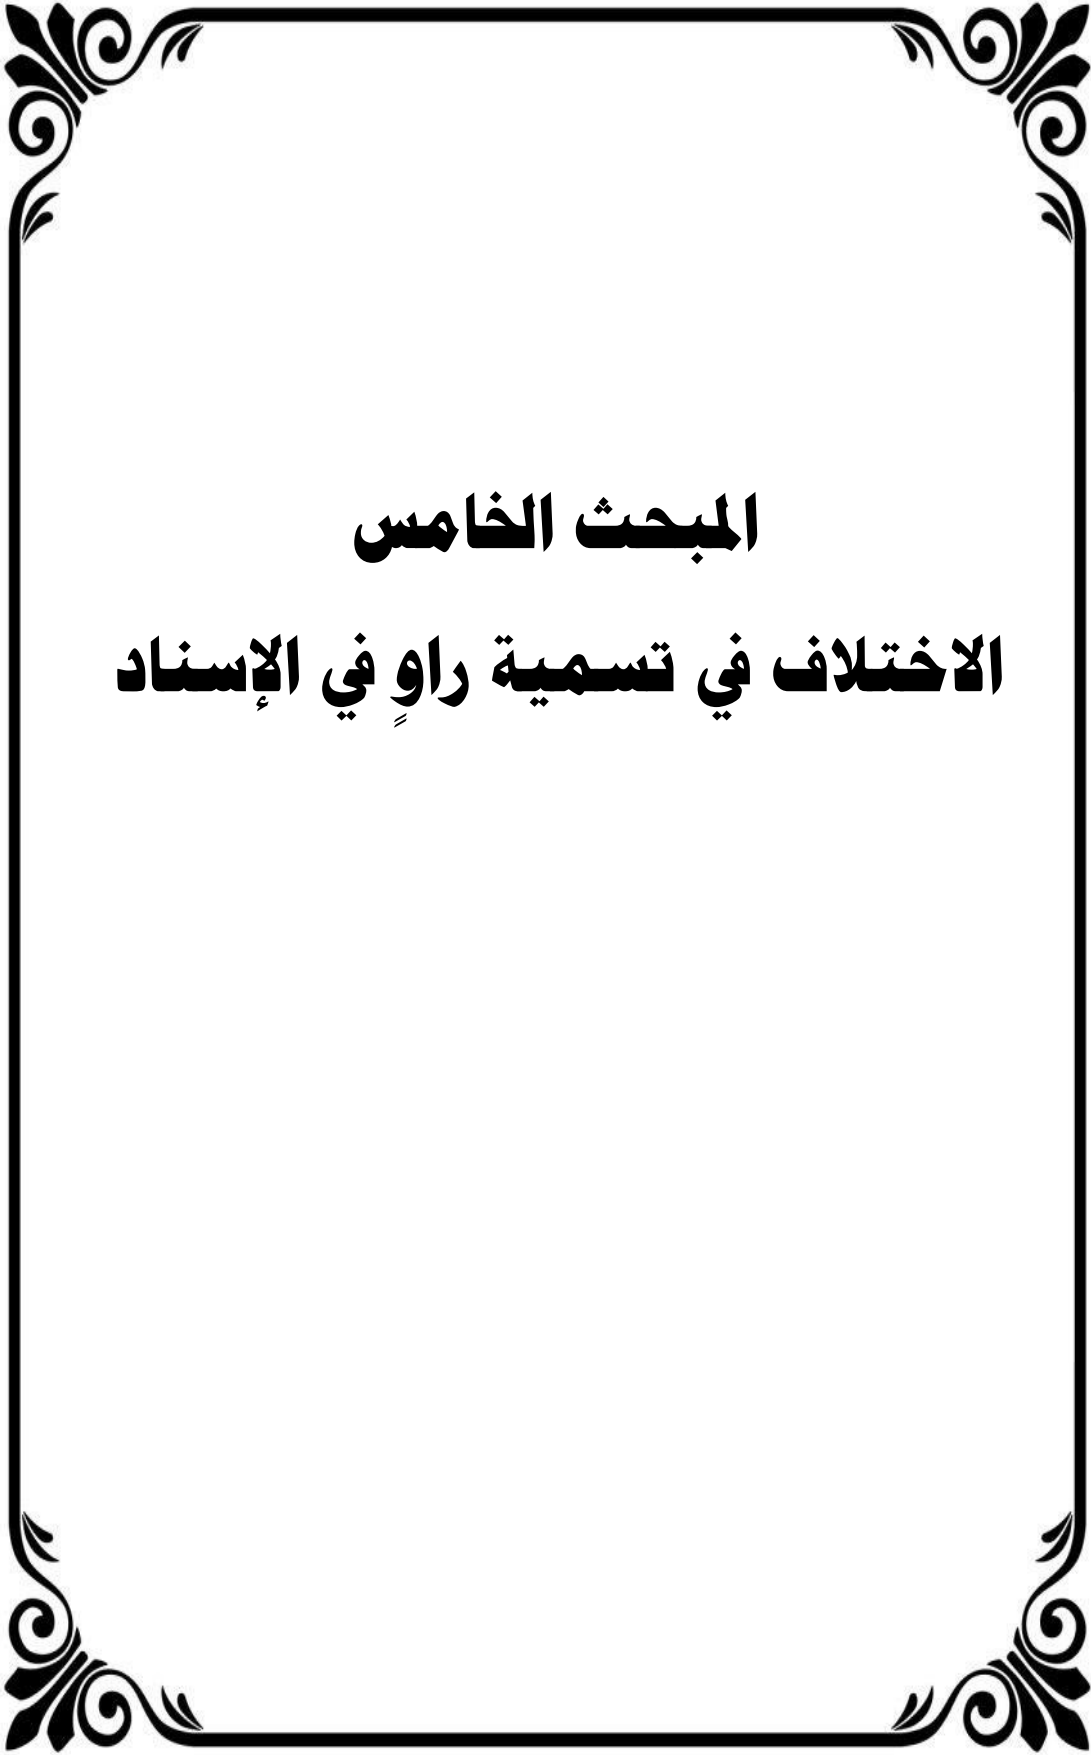 المبحث الخامس
الاختلاف في تسمية راوٍ في الإسناد